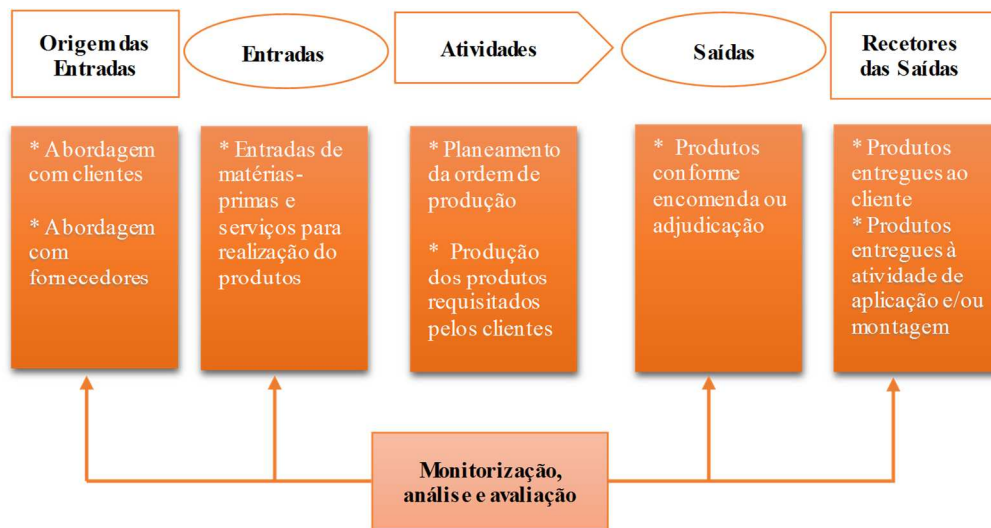 Origem das
Entradas
Entradas
Atividades
Saídas
Recetores
das Saídas
* Abordagem
com clientes
* Abordagem
com
fornecedores
* Entradas de
matérias-
primas e
serviços para
realização do
produtos
* Planeamento
da ordem de
produção
* Produção
dos produtos
requisitados
pelos clientes
* Produtos
conforme
encomenda ou
adjudicação
* Produtos
entregues ao
cliente
* Produtos
entregues à
atividade de
aplicação e/ou
montagem
Monitorização,
análise e avaliação